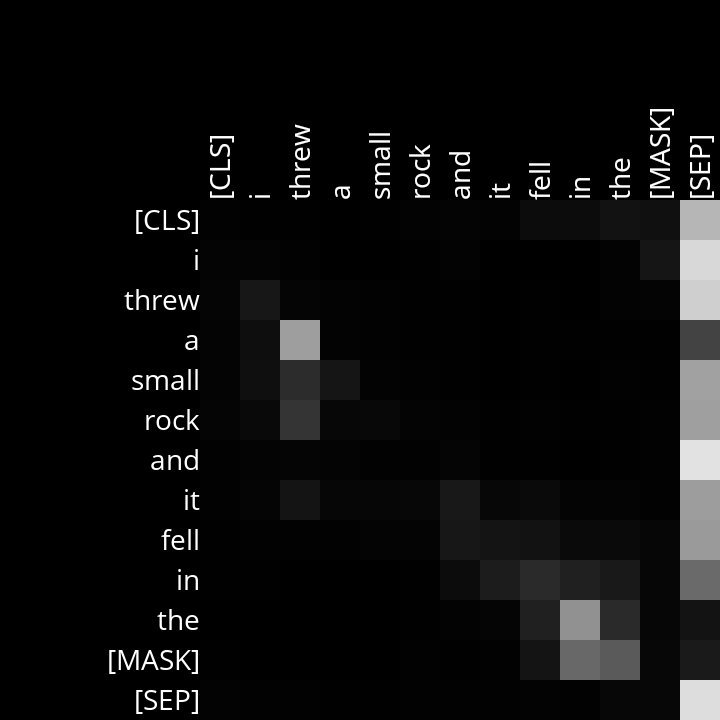 [CLS] i threw a small rock and it fell in the [MASK] [SEP]
[CLS]
i
threw
a
small
rock
and
it
fell
in
the
[MASK]
[SEP]